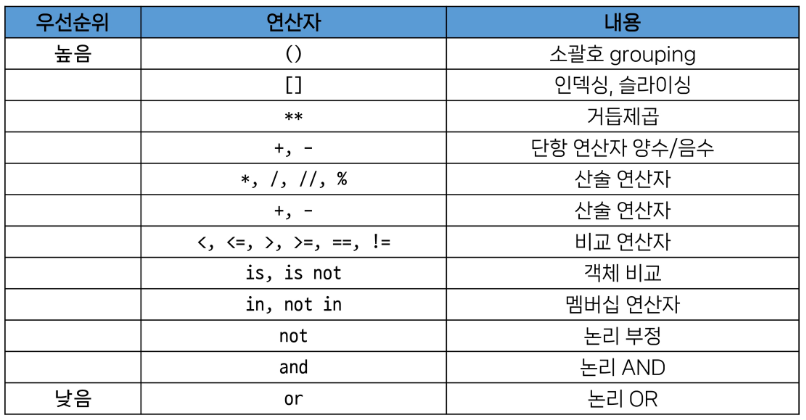 우선순위 연산자 내용
높음 () 소괄호 grouping
[] 인덱싱, 슬라이싱
** 거듭제곱
+, - 단항 연산자 양수/음수
*, /, //, % 산술 연산자
+, - 산술 연산자
<, <=, >, >=, ==, != 비교 연산자
is, is not 객체 비교
in, not in 멤버십 연산자
not 논리 부정
and 논리 AND
낮음 or 논리 OR